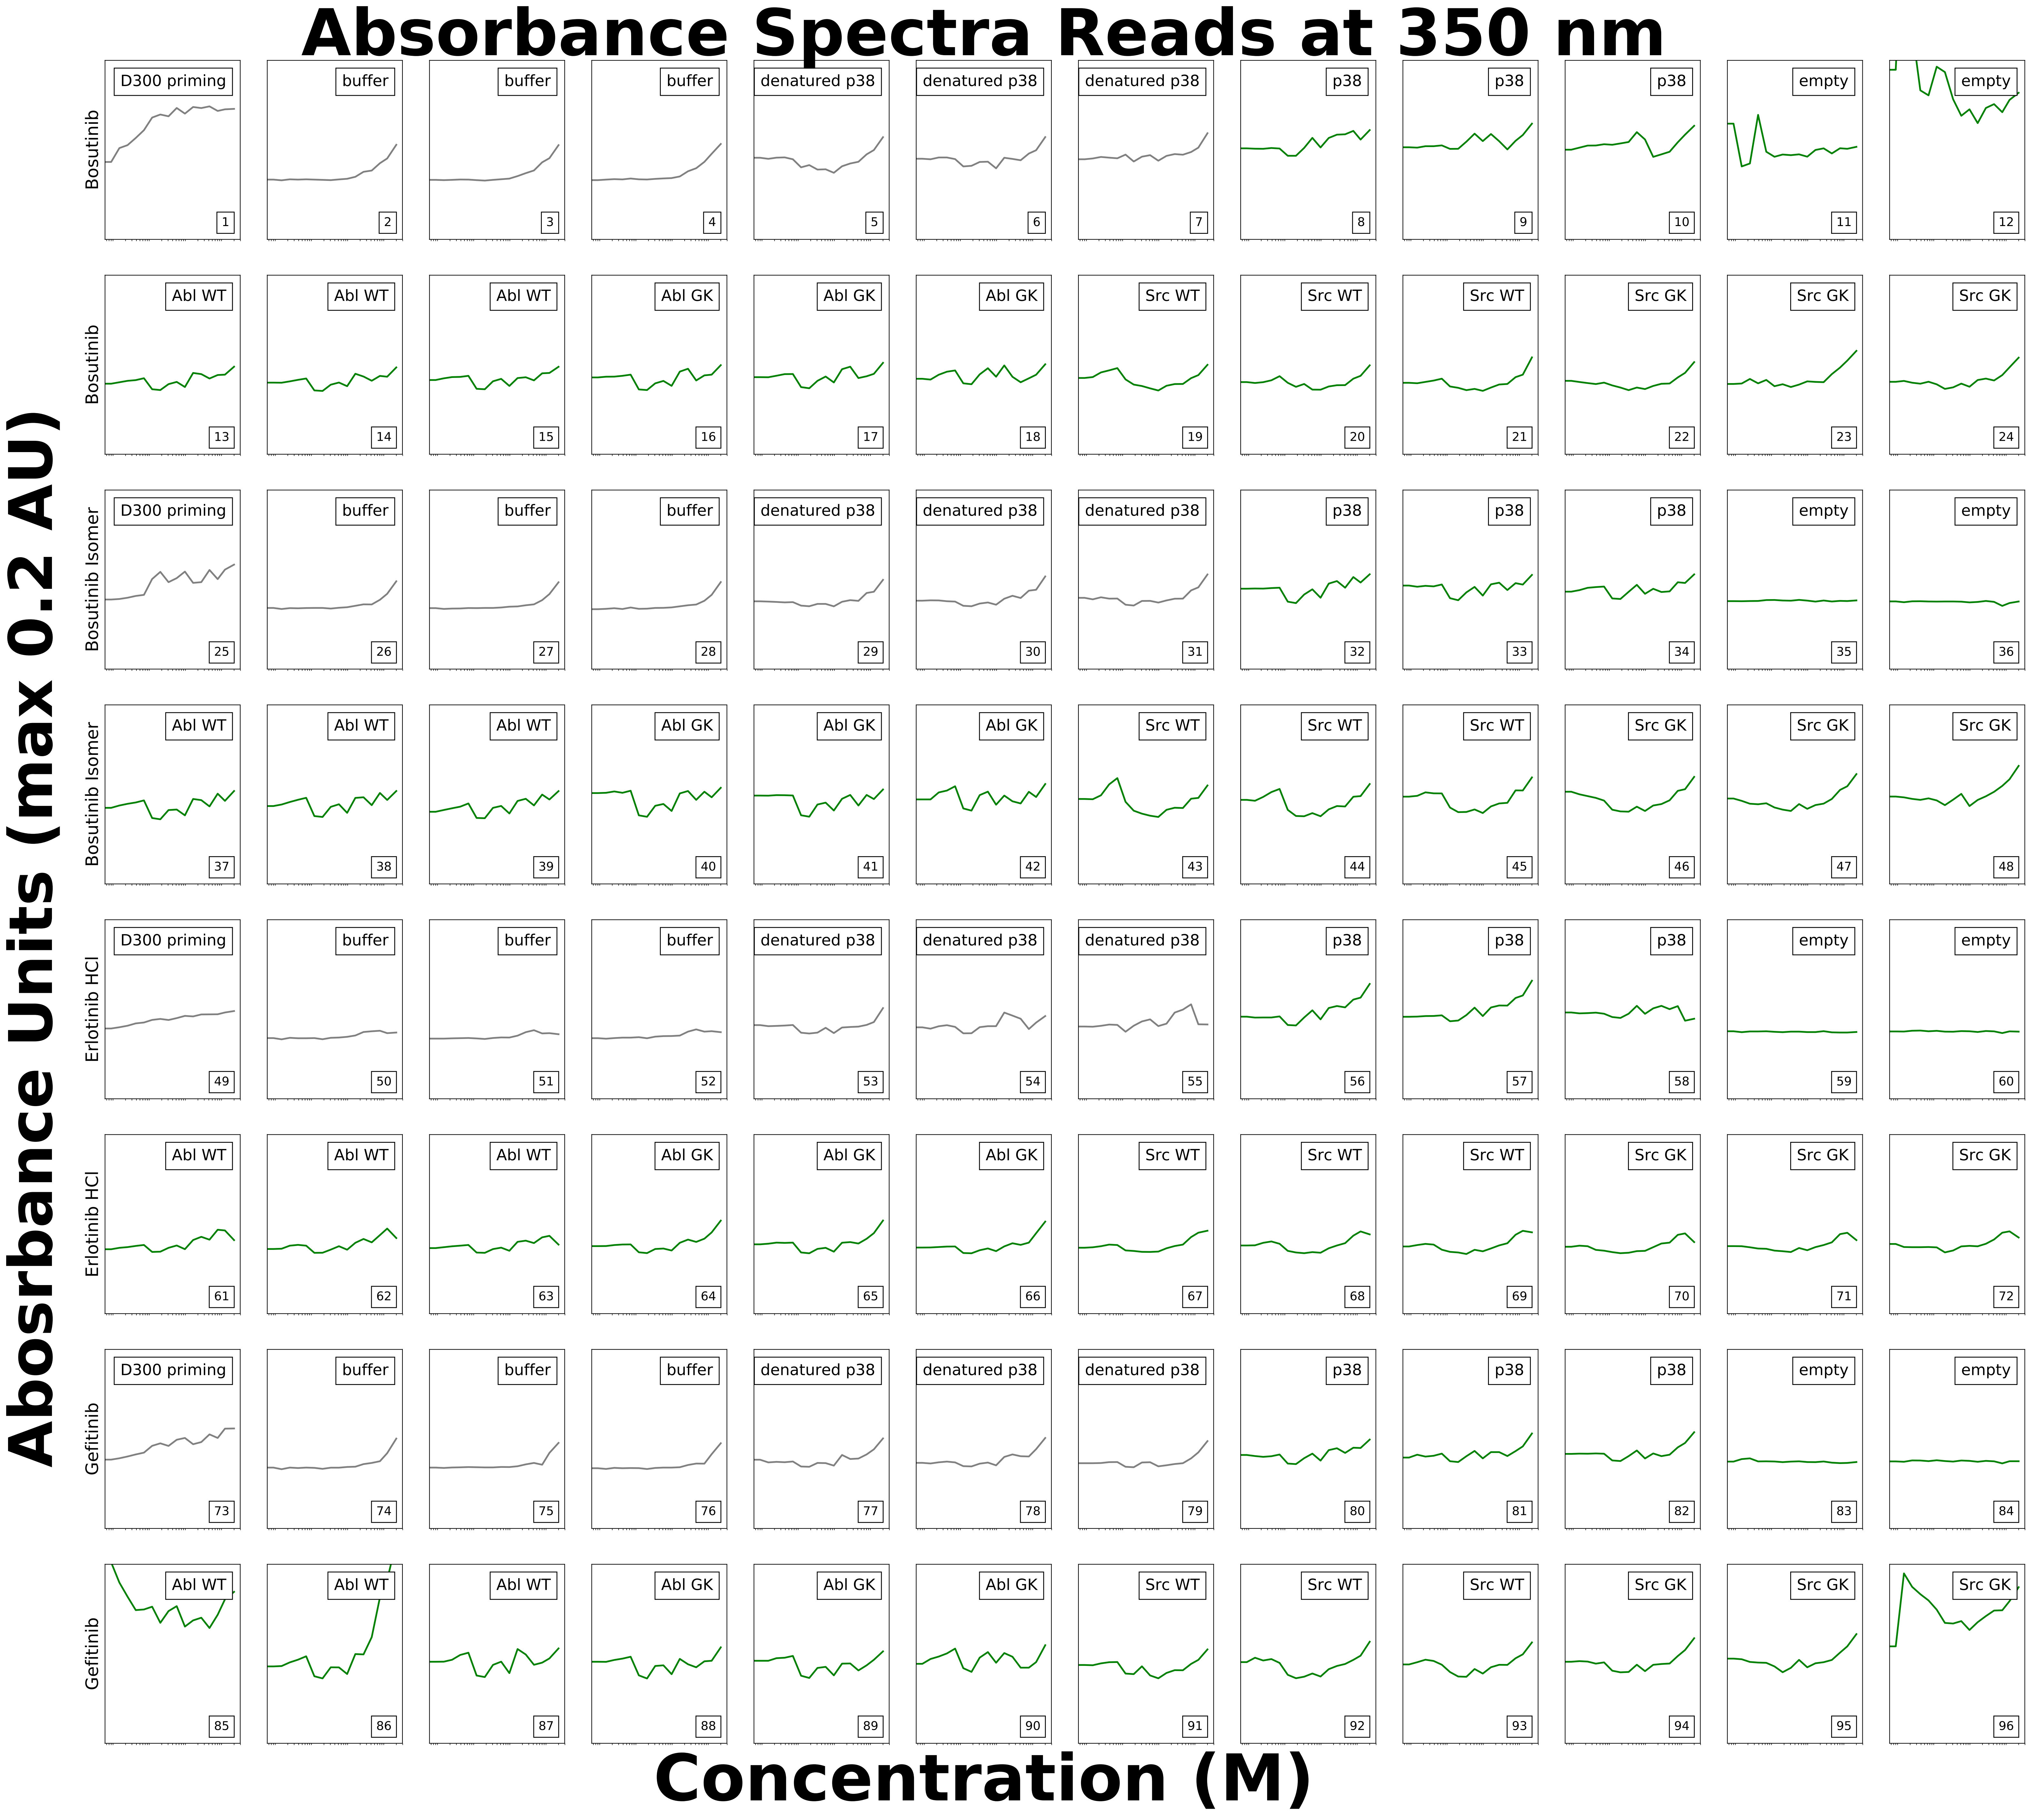 Absorbance Spectra Reads at 350 nm
Abosrbance Units (max 0.2 AU)
Bosutinib
D300 priming
buffer
buffer
buffer
denatured p38
denatured p38
denatured p38
p38
p38
p38
empty
empty
1
2
3
4
5
6
7
8
9
10
11
12
Bosutinib
Abl WT
Abl WT
Abl WT
Abl GK
Abl GK
Abl GK
Src WT
Src WT
Src WT
Src GK
Src GK
Src GK
13
14
15
16
17
18
19
20
21
22
23
24
Bosutinib Isomer
D300 priming
buffer
buffer
buffer
denatured p38
denatured p38
denatured p38
p38
p38
p38
empty
empty
25
26
27
28
29
30
31
32
33
34
35
36
Bosutinib Isomer
Abl WT
Abl WT
Abl WT
Abl GK
Abl GK
Abl GK
Src WT
Src WT
Src WT
Src GK
Src GK
Src GK
37
38
39
40
41
42
43
44
45
46
47
48
Erlotinib HCl
D300 priming
buffer
buffer
buffer
denatured p38
denatured p38
denatured p38
p38
p38
p38
empty
empty
49
50
51
52
53
54
55
56
57
58
59
60
Erlotinib HCl
Abl WT
Abl WT
Abl WT
Abl GK
Abl GK
Abl GK
Src WT
Src WT
Src WT
Src GK
Src GK
Src GK
61
62
63
64
65
66
67
68
69
70
71
72
Gefitinib
D300 priming
buffer
buffer
buffer
denatured p38
denatured p38
denatured p38
p38
p38
p38
empty
empty
73
74
75
76
77
78
79
80
81
82
83
84
Gefitinib
Abl WT
Abl WT
Abl WT
Abl GK
Abl GK
Abl GK
Src WT
Src WT
Src WT
Src GK
Src GK
Src GK
85
86
87
88
89
90
91
92
93
94
95
96
Concentration (M)